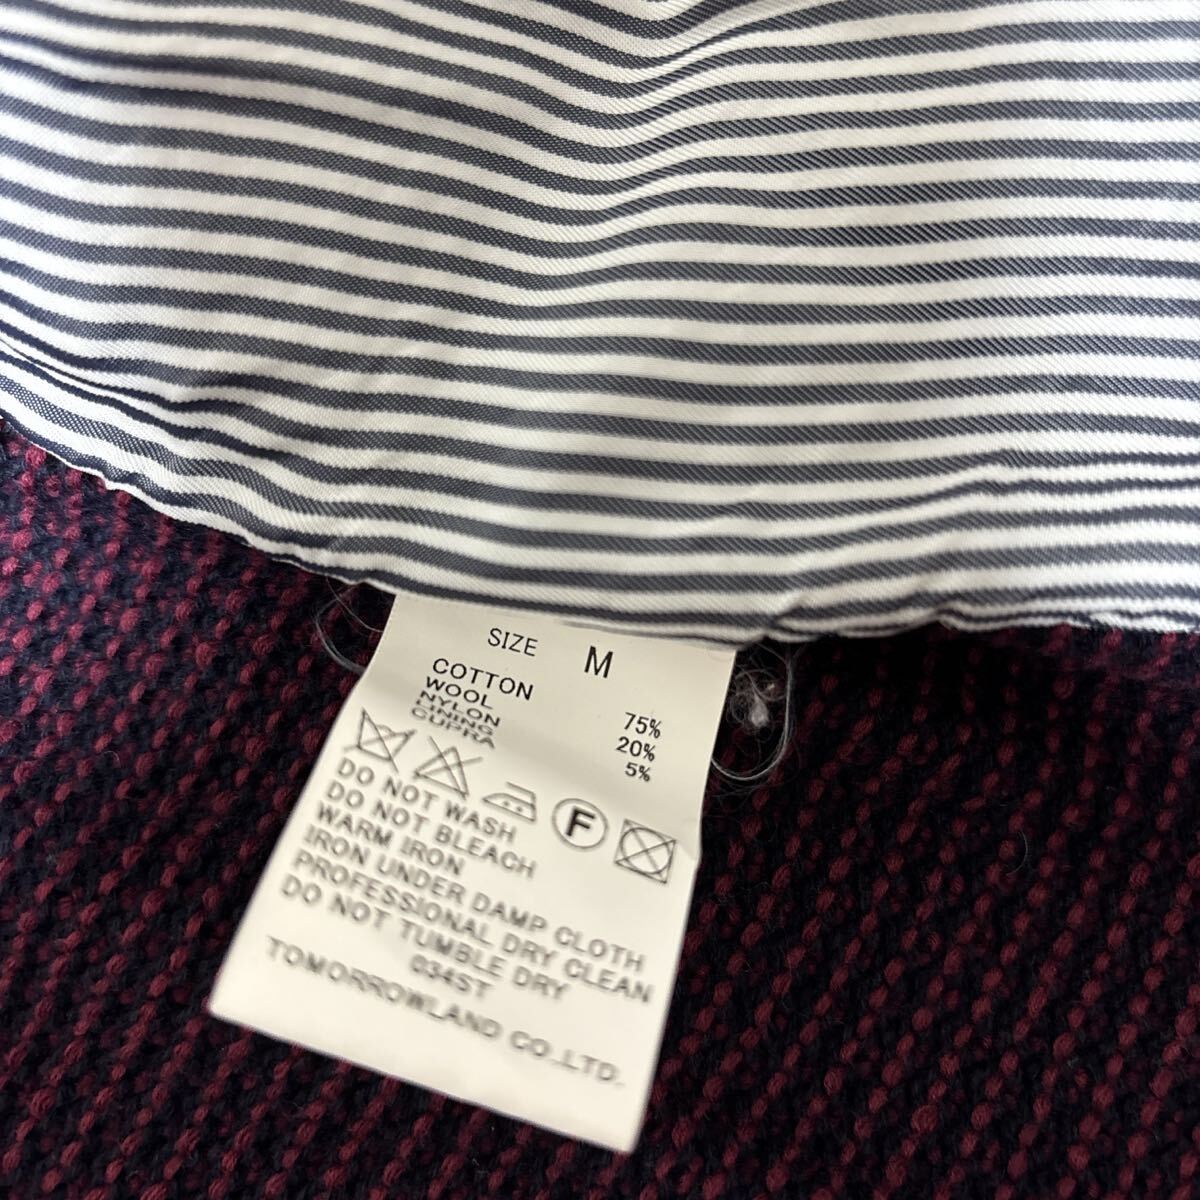 SIZE M
COTTON 75%
WOOL 20%
NYLON 5%
LINING
CUPRA
F
DO NOT WASH
DO NOT BLEACH
WARM IRON
IRON UNDER DAMP CLOTH
PROFESSIONAL DRY CLEAN
DO NOT TUMBLE DRY
034ST
TOMORROWLAND CO.,LTD.